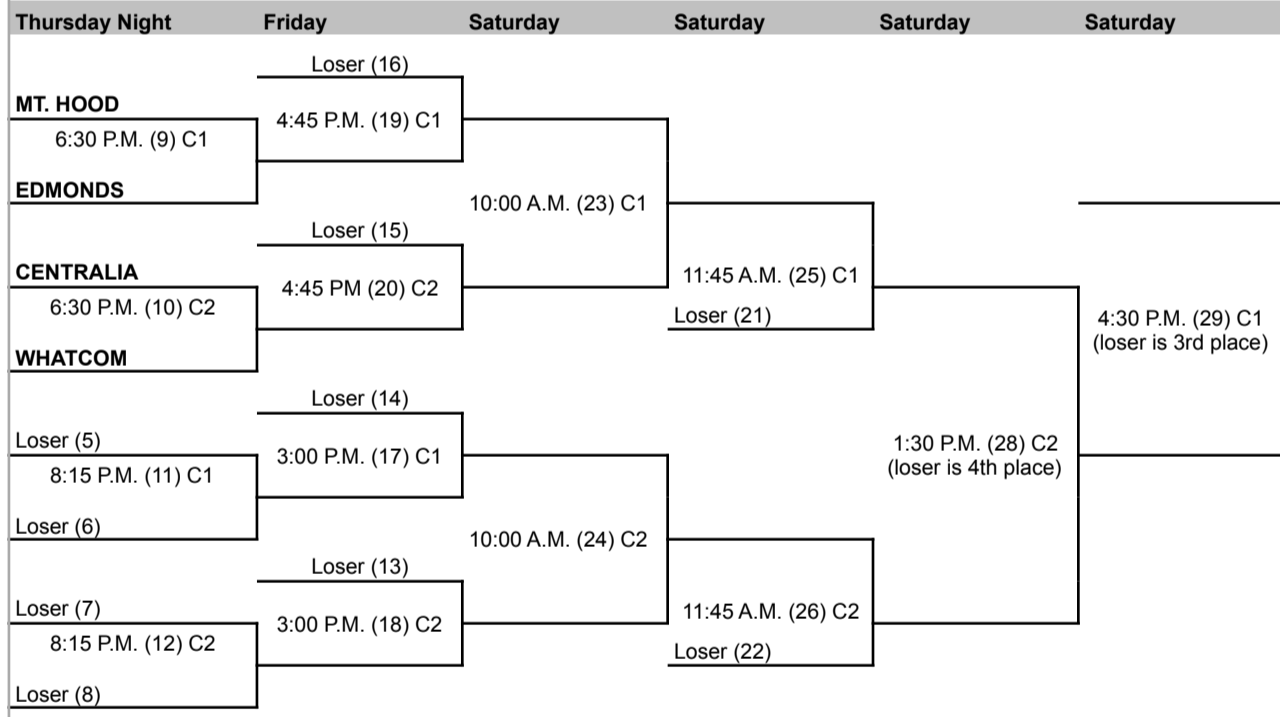 Thursday Night
Friday
Saturday
Saturday
Saturday
Saturday
Loser (16)
MT. HOOD
4:45 P.M. (19) C1
6:30 P.M. (9) C1
EDMONDS
10:00 A.M. (23) C1
Loser (15)
CENTRALIA
11:45 A.M. (25) C1
4:45 PM (20) C2
6:30 P.M. (10) C2
Loser (21)
4:30 P.M. (29) C1
(loser is 3rd place)
WHATCOM
Loser (14)
Loser (5)
1:30 P.M. (28) C2
(loser is 4th place)
3:00 P.M. (17) C1
8:15 P.M. (11) C1
Loser (6)
10:00 A.M. (24) C2
Loser (13)
Loser (7)
11:45 A.M. (26) C2
3:00 P.M. (18) C2
8:15 P.M. (12) C2
Loser (22)
Loser (8)